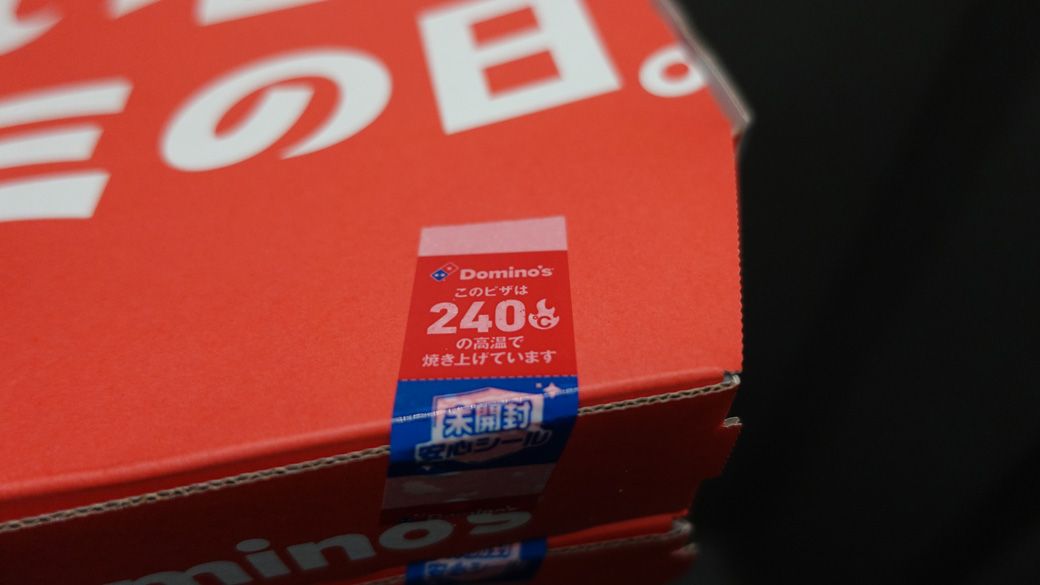 の日。
Domino's
このピザは
240℃
の高温で
焼き上げています
未開封
安心シール
Domino's